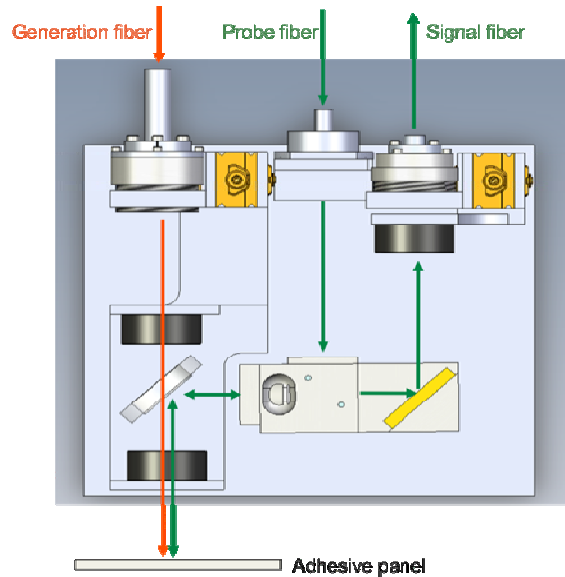 Generation fiber
Probe fiber
Signal fiber
Adhesive panel